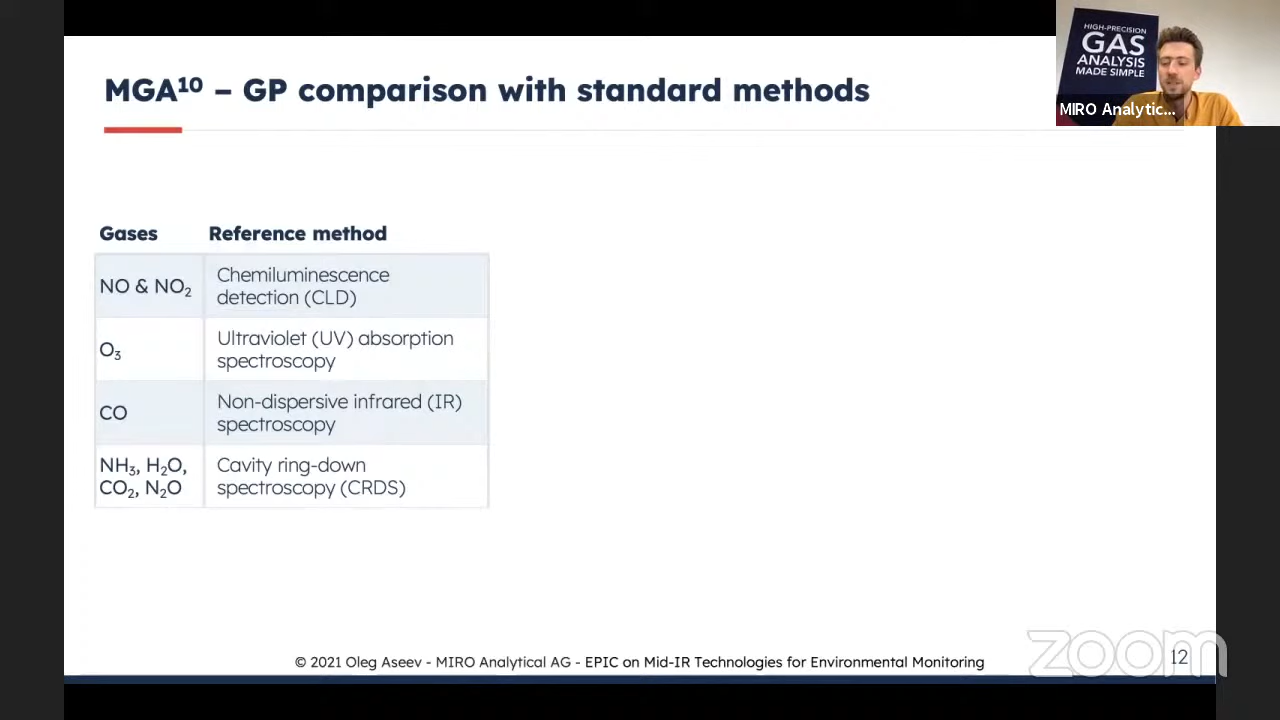 MGA¹⁰ – GP comparison with standard methods
HIGH-PRECISION
GAS
ANALYSIS
MADE SIMPLE
MIRO Analytic...
Gases Reference method
NO & NO₂ Chemiluminescence
detection (CLD)
O₃ Ultraviolet (UV) absorption
spectroscopy
CO Non-dispersive infrared (IR)
spectroscopy
NH₃, H₂O, Cavity ring-down
CO₂, N₂O spectroscopy (CRDS)
© 2021 Oleg Aseev - MIRO Analytical AG - EPIC on Mid-IR Technologies for Environmental Monitoring
zoom
12